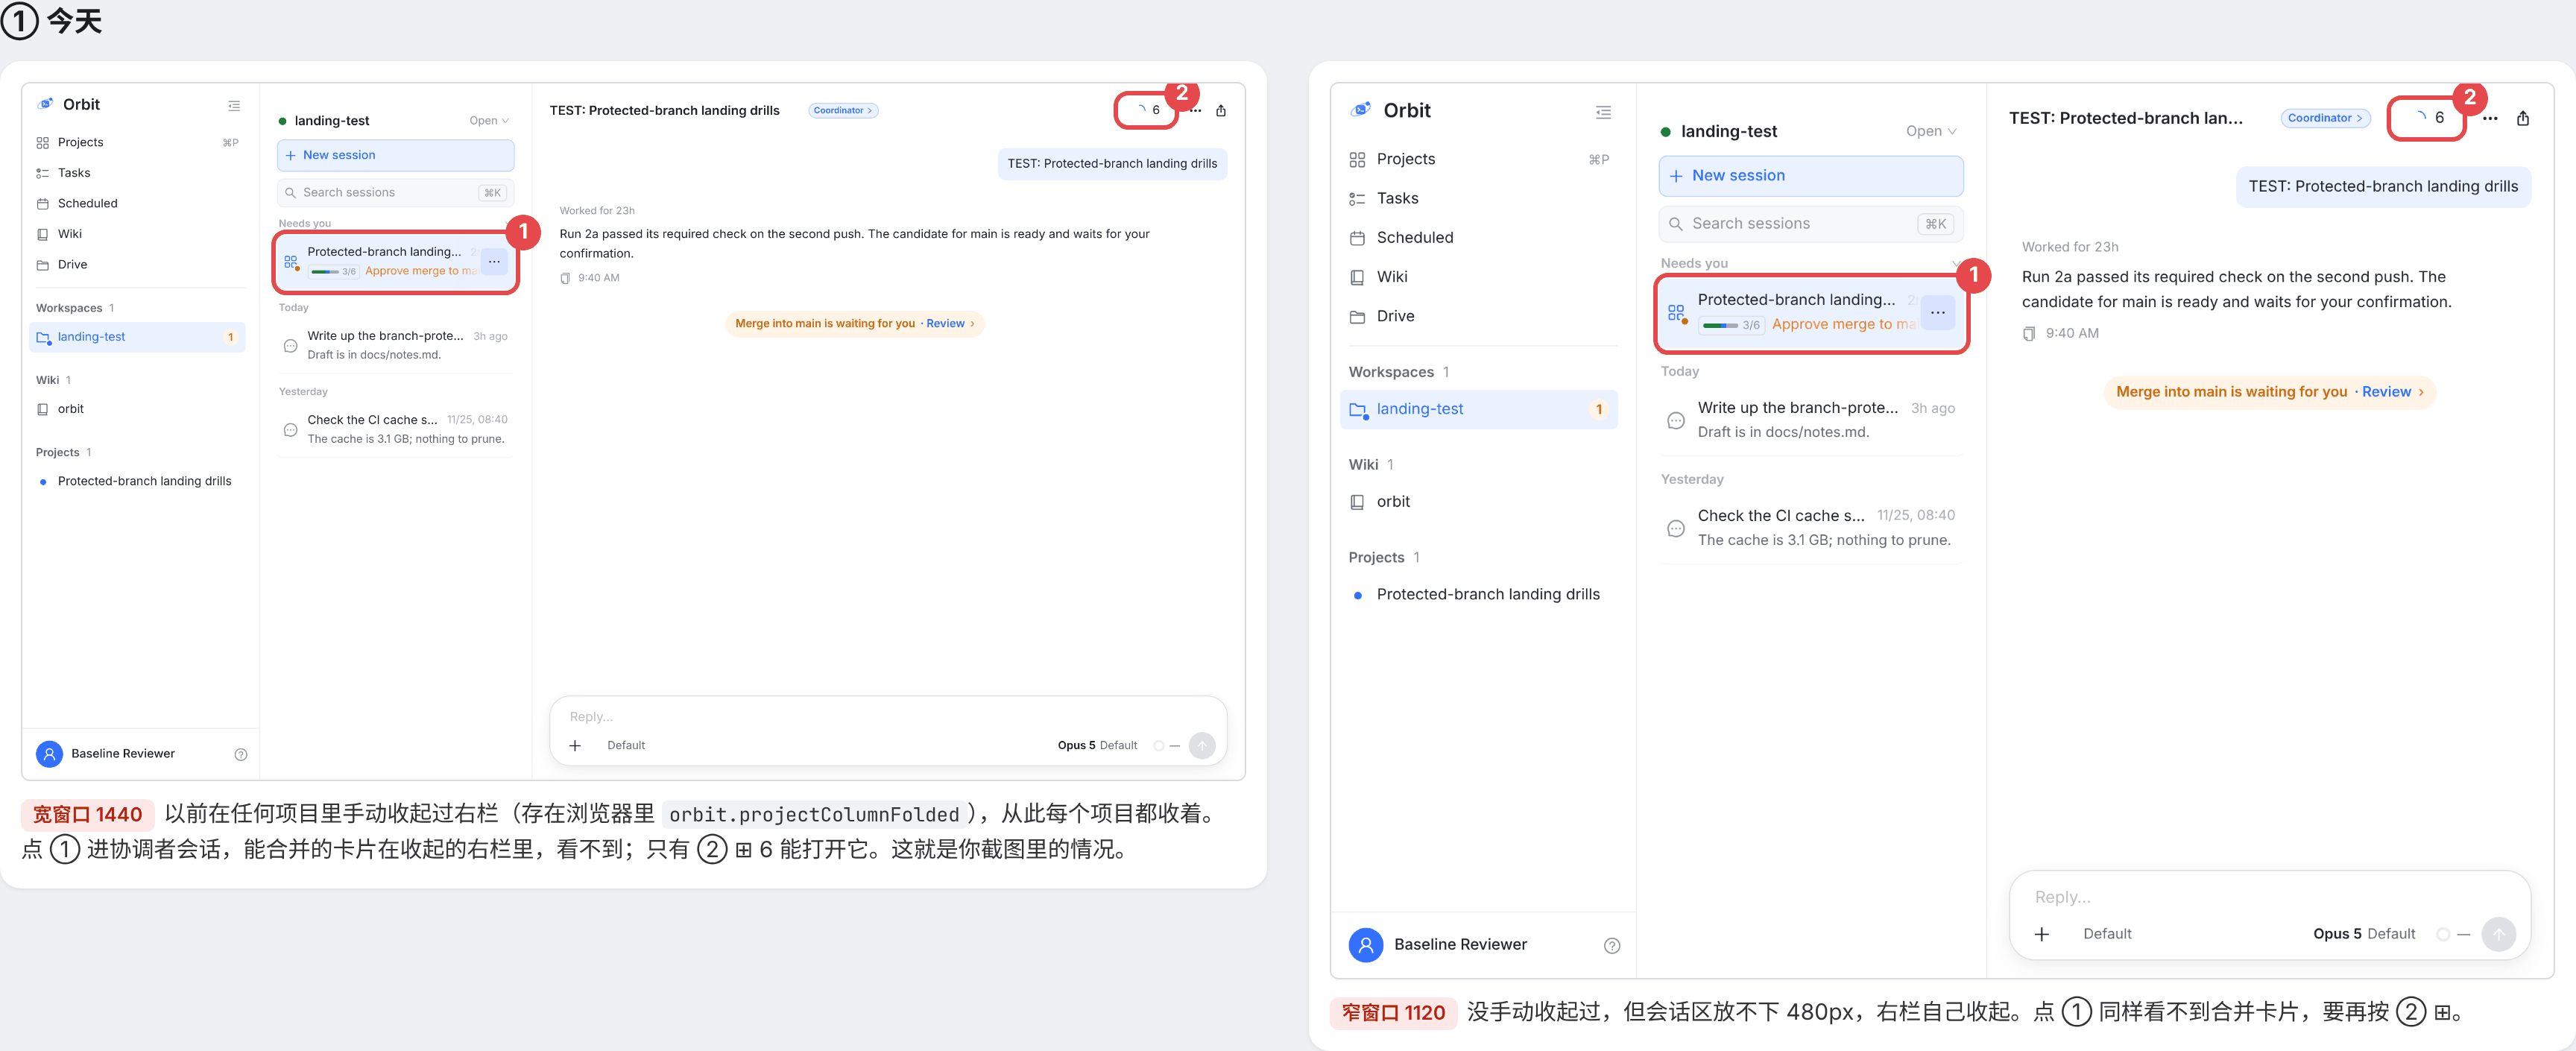 ① 今天
Orbit
Projects ⌘P
Tasks
Scheduled
Wiki
Drive
Workspaces 1
landing-test 1
Wiki 1
orbit
Projects 1
Protected-branch landing drills
Baseline Reviewer
landing-test Open
+ New session
Search sessions ⌘K
Needs you
1
Protected-branch landing...
3/6 Approve merge to ma
Today
Write up the branch-prote... 3h ago
Draft is in docs/notes.md.
Yesterday
Check the CI cache s... 11/25, 08:40
The cache is 3.1 GB; nothing to prune.
TEST: Protected-branch landing drills Coordinator > 6 2
TEST: Protected-branch landing drills
Worked for 23h
Run 2a passed its required check on the second push. The candidate for main is ready and waits for your
confirmation.
9:40 AM
Merge into main is waiting for you · Review ›
Reply...
+ Default Opus 5 Default —
宽窗口 1440 以前在任何项目里手动收起过右栏（存在浏览器里 orbit.projectColumnFolded），从此每个项目都收着。
点 ① 进协调者会话，能合并的卡片在收起的右栏里，看不到；只有 ② ⊞ 6 能打开它。这就是你截图里的情况。
Orbit
Projects ⌘P
Tasks
Scheduled
Wiki
Drive
Workspaces 1
landing-test 1
Wiki 1
orbit
Projects 1
Protected-branch landing drills
Baseline Reviewer
landing-test Open
+ New session
Search sessions ⌘K
Needs you
1
Protected-branch landing...
3/6 Approve merge to ma
Today
Write up the branch-prote... 3h ago
Draft is in docs/notes.md.
Yesterday
Check the CI cache s... 11/25, 08:40
The cache is 3.1 GB; nothing to prune.
TEST: Protected-branch lan... Coordinator > 6 2
TEST: Protected-branch landing drills
Worked for 23h
Run 2a passed its required check on the second push. The
candidate for main is ready and waits for your confirmation.
9:40 AM
Merge into main is waiting for you · Review ›
Reply...
+ Default Opus 5 Default —
窄窗口 1120 没手动收起过，但会话区放不下 480px，右栏自己收起。点 ① 同样看不到合并卡片，要再按 ② ⊞。